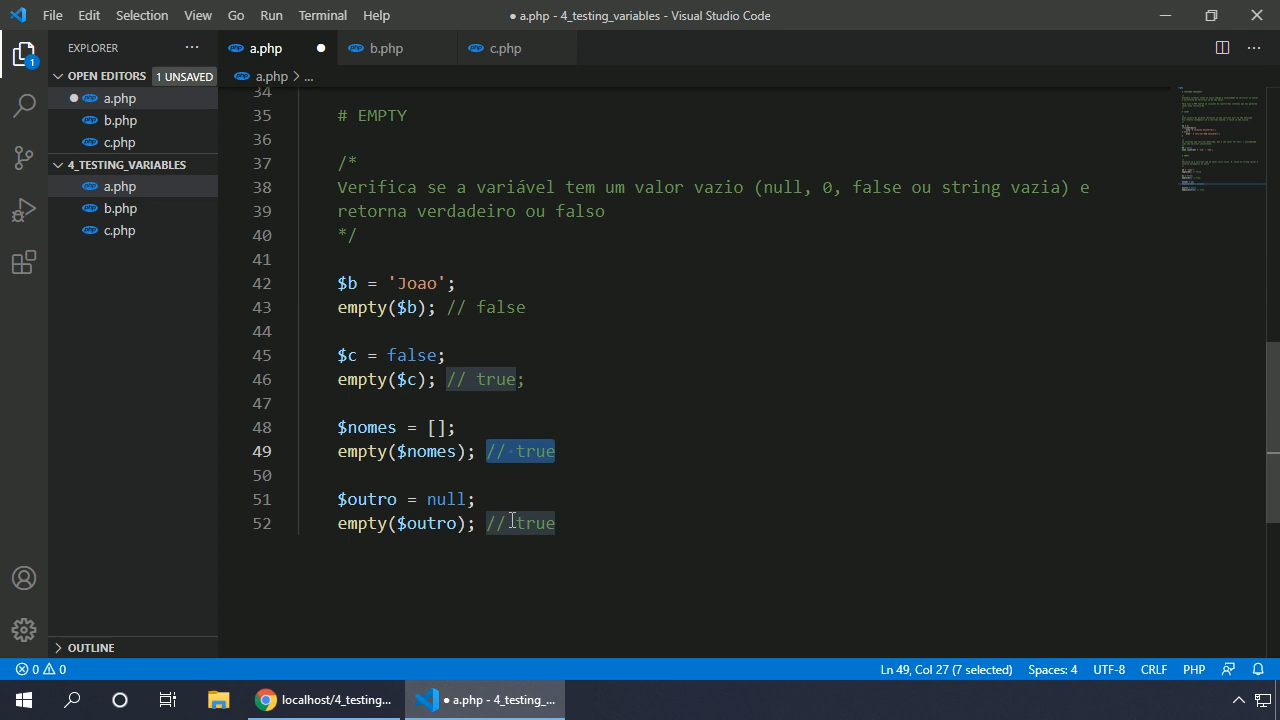 File Edit Selection View Go Run Terminal Help
● a.php - 4_testing_variables - Visual Studio Code
EXPLORER
OPEN EDITORS 1 UNSAVED
a.php
b.php
c.php
4_TESTING_VARIABLES
a.php
b.php
c.php
OUTLINE
a.php b.php c.php
a.php > ...
34
35 # EMPTY
36
37 /*
38 Verifica se a variável tem um valor vazio (null, 0, false ou string vazia) e
39 retorna verdadeiro ou falso
40 */
41
42 $b = 'Joao';
43 empty($b); // false
44
45 $c = false;
46 empty($c); // true;
47
48 $nomes = [];
49 empty($nomes); // true
50
51 $outro = null;
52 empty($outro); // true
1
0 0 Ln 49, Col 27 (7 selected) Spaces: 4 UTF-8 CRLF PHP
localhost/4_testing... ● a.php - 4_testing_...